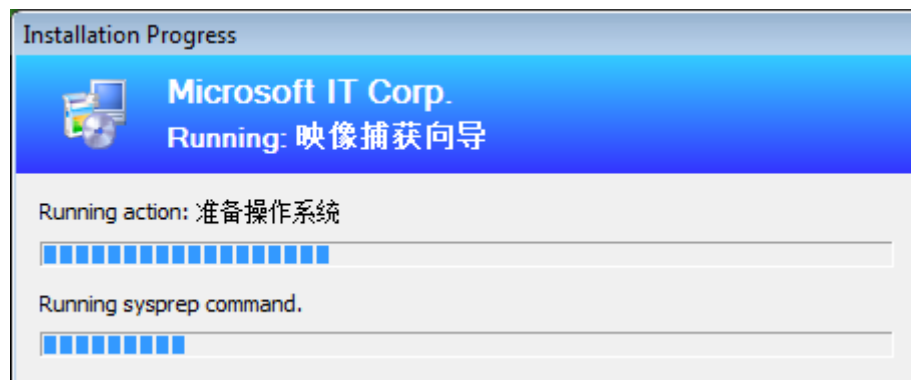 Installation Progress
Microsoft IT Corp.
Running: 映像捕获向导
Running action: 准备操作系统
Running sysprep command.